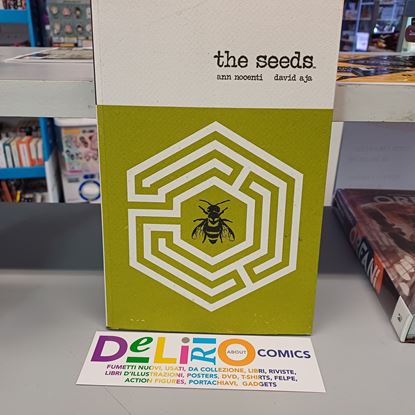 the seeds™
ann nocenti david aja
DeLiRiO ABOUT COMICS
FUMETTI NUOVI, USATI, DA COLLEZIONE, LIBRI, RIVISTE,
LIBRI D'ILLUSTRAZIONI, POSTERS, DVD, T-SHIRTS, FELPE,
ACTION FIGURES, PORTACHIAVI, GADGETS